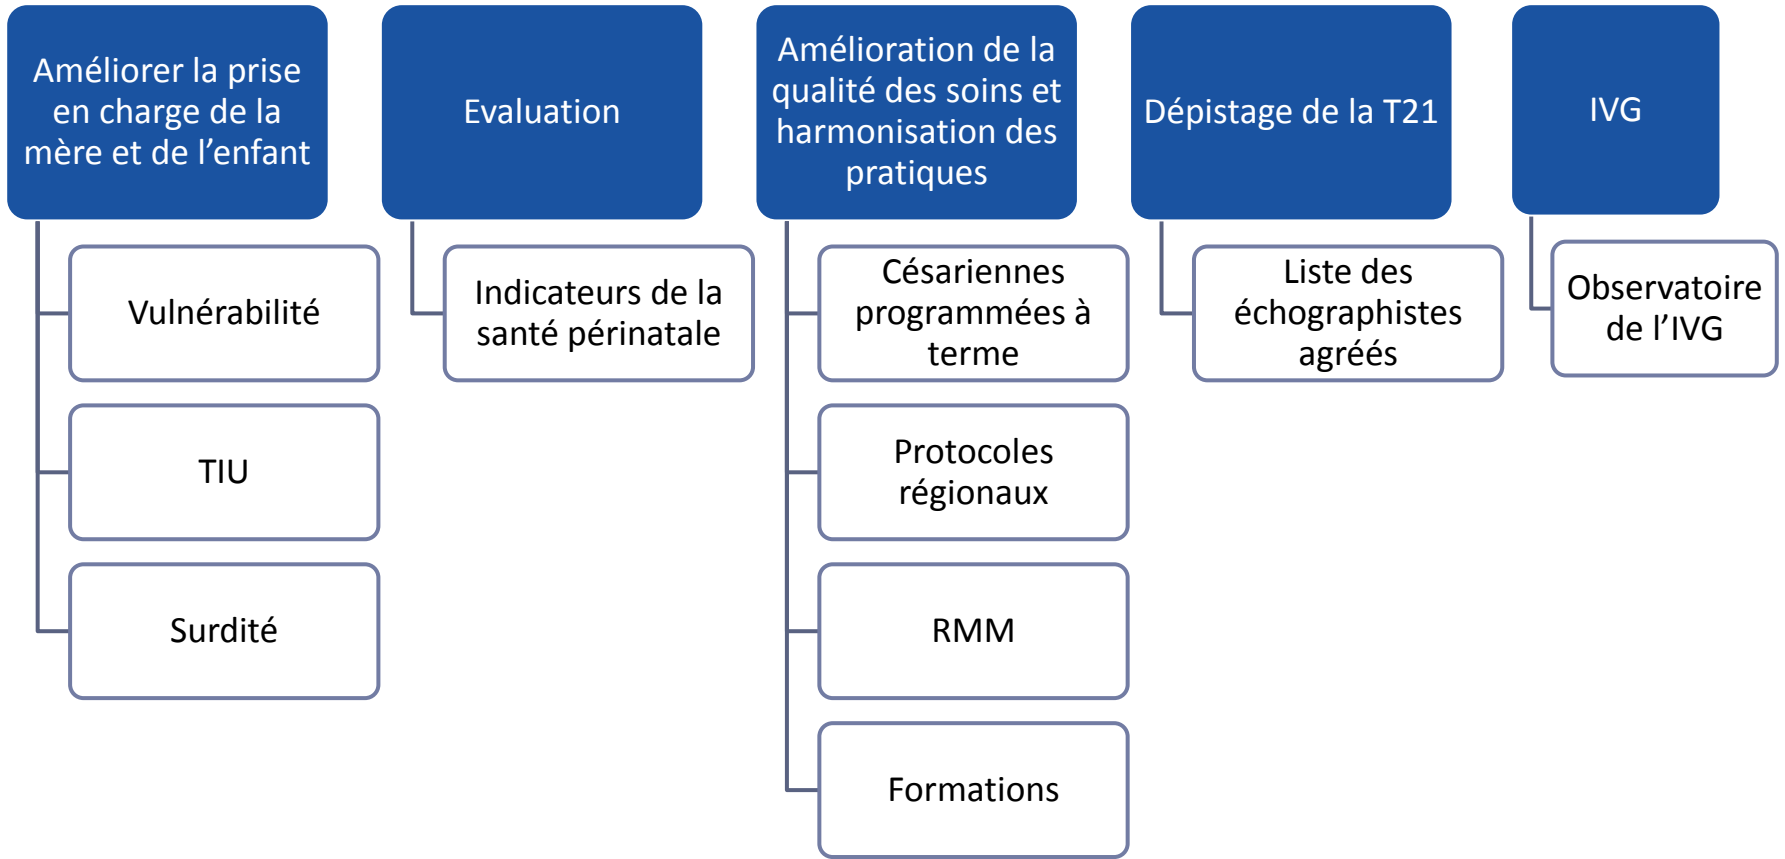 Améliorer la prise
en charge de la
mère et de l’enfant
Vulnérabilité
TIU
Surdité
Evaluation
Indicateurs de la
santé périnatale
Amélioration de la
qualité des soins et
harmonisation des
pratiques
Césariennes
programmées à
terme
Protocoles
régionaux
RMM
Formations
Dépistage de la T21
Liste des
échographistes
agréés
IVG
Observatoire
de l’IVG